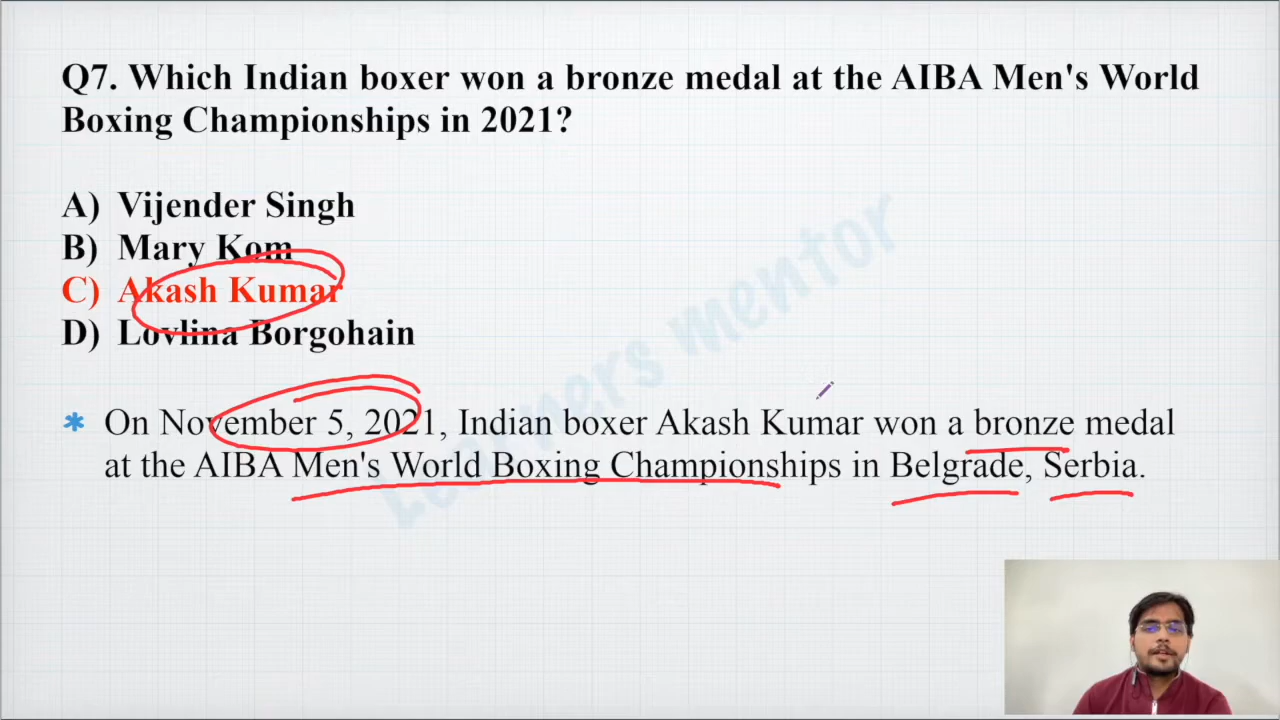 Q7. Which Indian boxer won a bronze medal at the AIBA Men's World
Boxing Championships in 2021?
A) Vijender Singh
B) Mary Kom
C) Akash Kumar
D) Lovlina Borgohain
On November 5, 2021, Indian boxer Akash Kumar won a bronze medal
at the AIBA Men's World Boxing Championships in Belgrade, Serbia.
Learners mentor